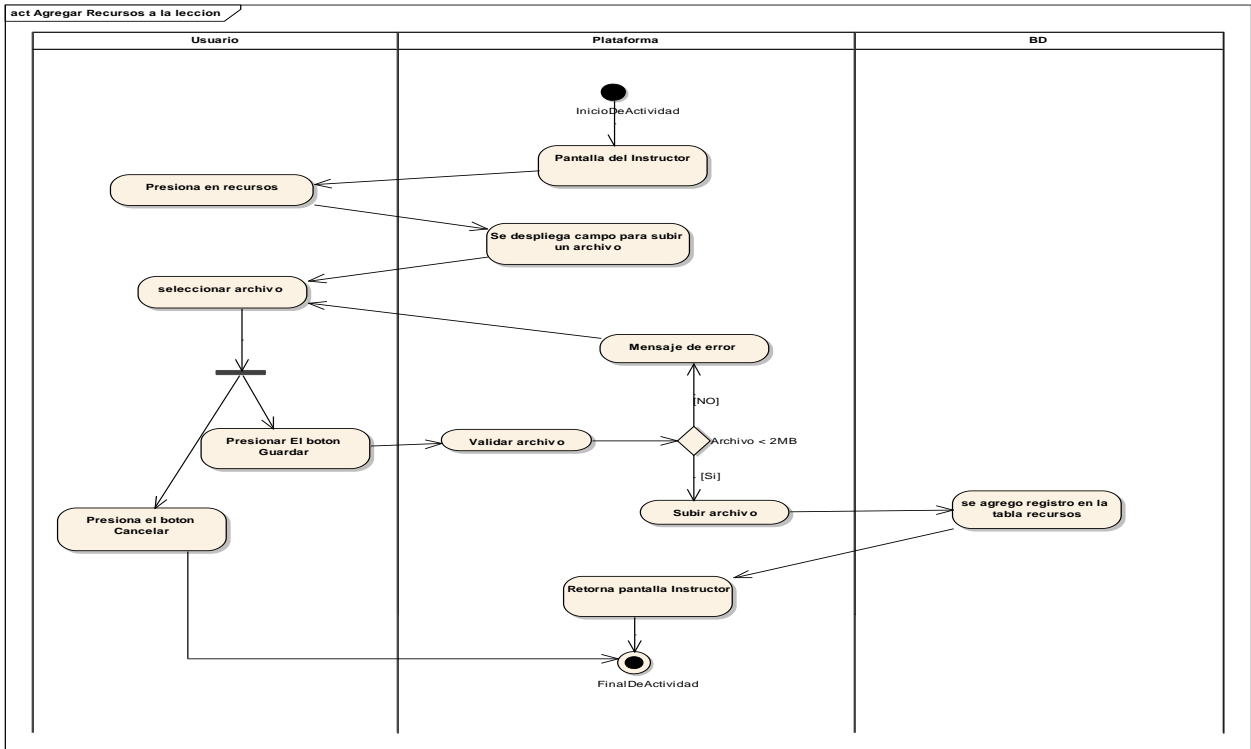 act Agregar Recursos a la leccion
Usuario
Plataforma
BD
InicioDeActividad
Pantalla del Instructor
Presiona en recursos
Se despliega campo para subir
un archivo
seleccionar archivo
Mensaje de error
[NO]
Presionar El boton
Guardar
Validar archivo
Archivo < 2MB
[Si]
Presiona el boton
Cancelar
Subir archivo
se agrego registro en la
tabla recursos
Retorna pantalla Instructor
FinalDeActividad